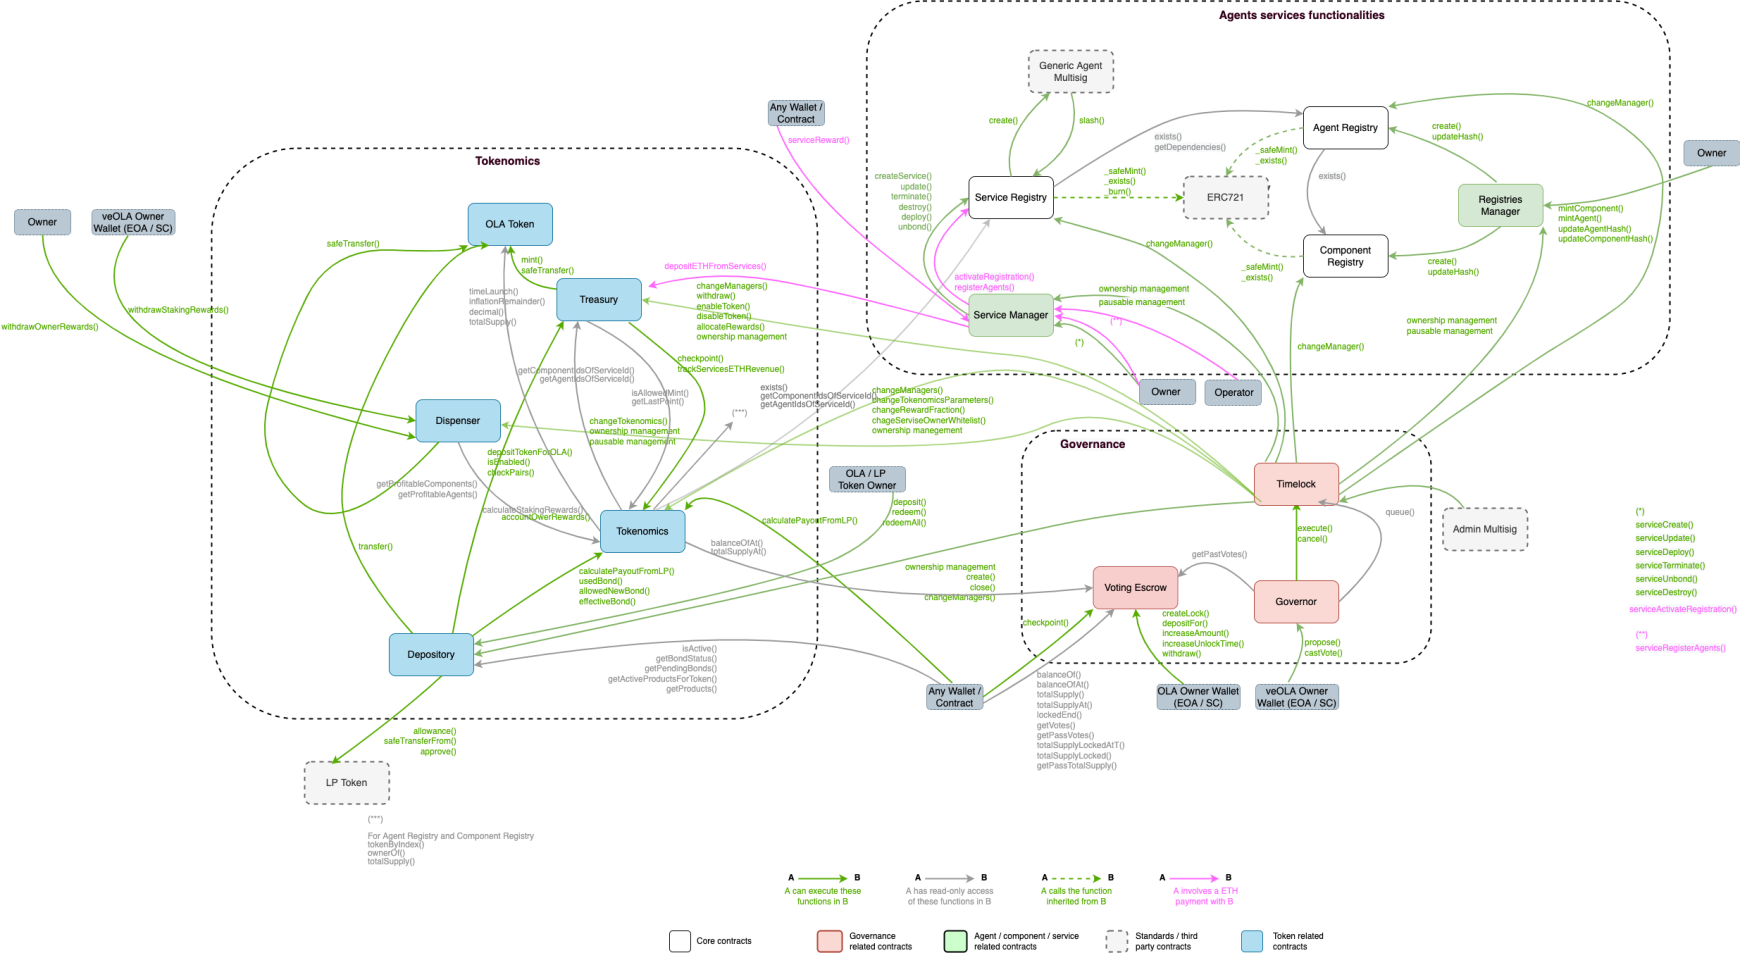 Agents services functionalities
Generic Agent
Multisig
Any Wallet /
Contract
serviceReward()
create()
slash()
exists()
getDependencies()
Agent Registry
changeManager()
create()
updateHash()
Owner
_safeMint()
_exists()
_safeMint()
_exists()
_burn()
ERC721
exists()
createService()
update()
terminate()
destroy()
deploy()
unbond()
Service Registry
Registries
Manager
mintComponent()
mintAgent()
updateAgentHash()
updateComponentHash()
changeManager()
Component
Registry
create()
updateHash()
_safeMint()
_exists()
activateRegistration()
registerAgents()
Service Manager
ownership management
pausable management
(**)
(*)
ownership management
pausable management
changeManager()
Owner
Operator
Tokenomics
Owner
veOLA Owner
Wallet (EOA / SC)
OLA Token
safeTransfer()
mint()
safeTransfer()
depositETHFromServices()
Treasury
changeManagers()
withdraw()
enableToken()
disableToken()
allocateRewards()
ownership management
timeLaunch()
inflationRemainder()
decimal()
totalSupply()
withdrawStakingRewards()
withdrawOwnerRewards()
checkpoint()
trackServicesETHRevenue()
getComponentIdsOfServiceId()
getAgentIdsOfServiceId()
isAllowedMint()
getLastPoint()
exists()
getComponentIdsOfServiceId()
getAgentIdsOfServiceId()
(***)
changeManagers()
changeTokenomicsParameters()
changeRewardFraction()
chageServiseOwnerWhitelist()
ownership manegement
Dispenser
changeTokenomics()
ownership management
pausable management
depositTokenForOLA()
isEnabled()
checkPairs()
getProfitableComponents()
getProfitableAgents()
calculateStakingRewards()
accountOwerRewards()
OLA / LP
Token Owner
deposit()
redeem()
redeemAll()
Tokenomics
calculatePayoutFromLP()
balanceOfAt()
totalSupplyAt()
transfer()
calculatePayoutFromLP()
usedBond()
allowedNewBond()
effectiveBond()
ownership management
create()
close()
changeManagers()
Depository
isActive()
getBondStatus()
getPendingBonds()
getActiveProductsForToken()
getProducts()
allowance()
safeTransferFrom()
approve()
LP Token
(***)
For Agent Registry and Component Registry
tokenByIndex()
ownerOf()
totalSupply()
Governance
Timelock
queue()
execute()
cancel()
Admin Multisig
getPastVotes()
Voting Escrow
Governor
checkpoint()
createLock()
depositFor()
increaseAmount()
increaseUnlockTime()
withdraw()
propose()
castVote()
Any Wallet /
Contract
OLA Owner Wallet
(EOA / SC)
veOLA Owner
Wallet (EOA / SC)
balanceOf()
balanceOfAt()
totalSupply()
totalSupplyAt()
lockedEnd()
getVotes()
getPassVotes()
totalSupplyLockedAtT()
totalSupplyLocked()
getPassTotalSupply()
(*)
serviceCreate()
serviceUpdate()
serviceDeploy()
serviceTerminate()
serviceUnbond()
serviceDestroy()
serviceActivateRegistration()
(**)
serviceRegisterAgents()
A B
A can execute these
functions in B
A B
A has read-only access
of these functions in B
A B
A calls the function
inherited from B
A B
A involves a ETH
payment with B
Core contracts
Governance
related contracts
Agent / component / service
related contracts
Standards / third
party contracts
Token related
contracts